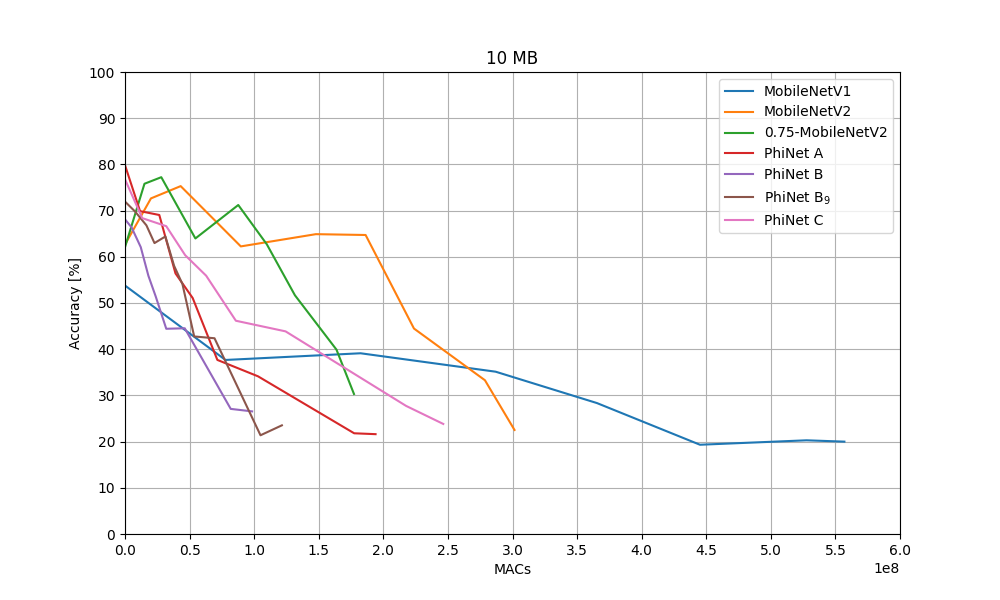 10 MB
100
90
80
70
60
50
40
30
20
10
0
Accuracy [%]
MobileNetV1
MobileNetV2
0.75-MobileNetV2
PhiNet A
PhiNet B
PhiNet B₉
PhiNet C
0.0 0.5 1.0 1.5 2.0 2.5 3.0 3.5 4.0 4.5 5.0 5.5 6.0
MACs
1e8